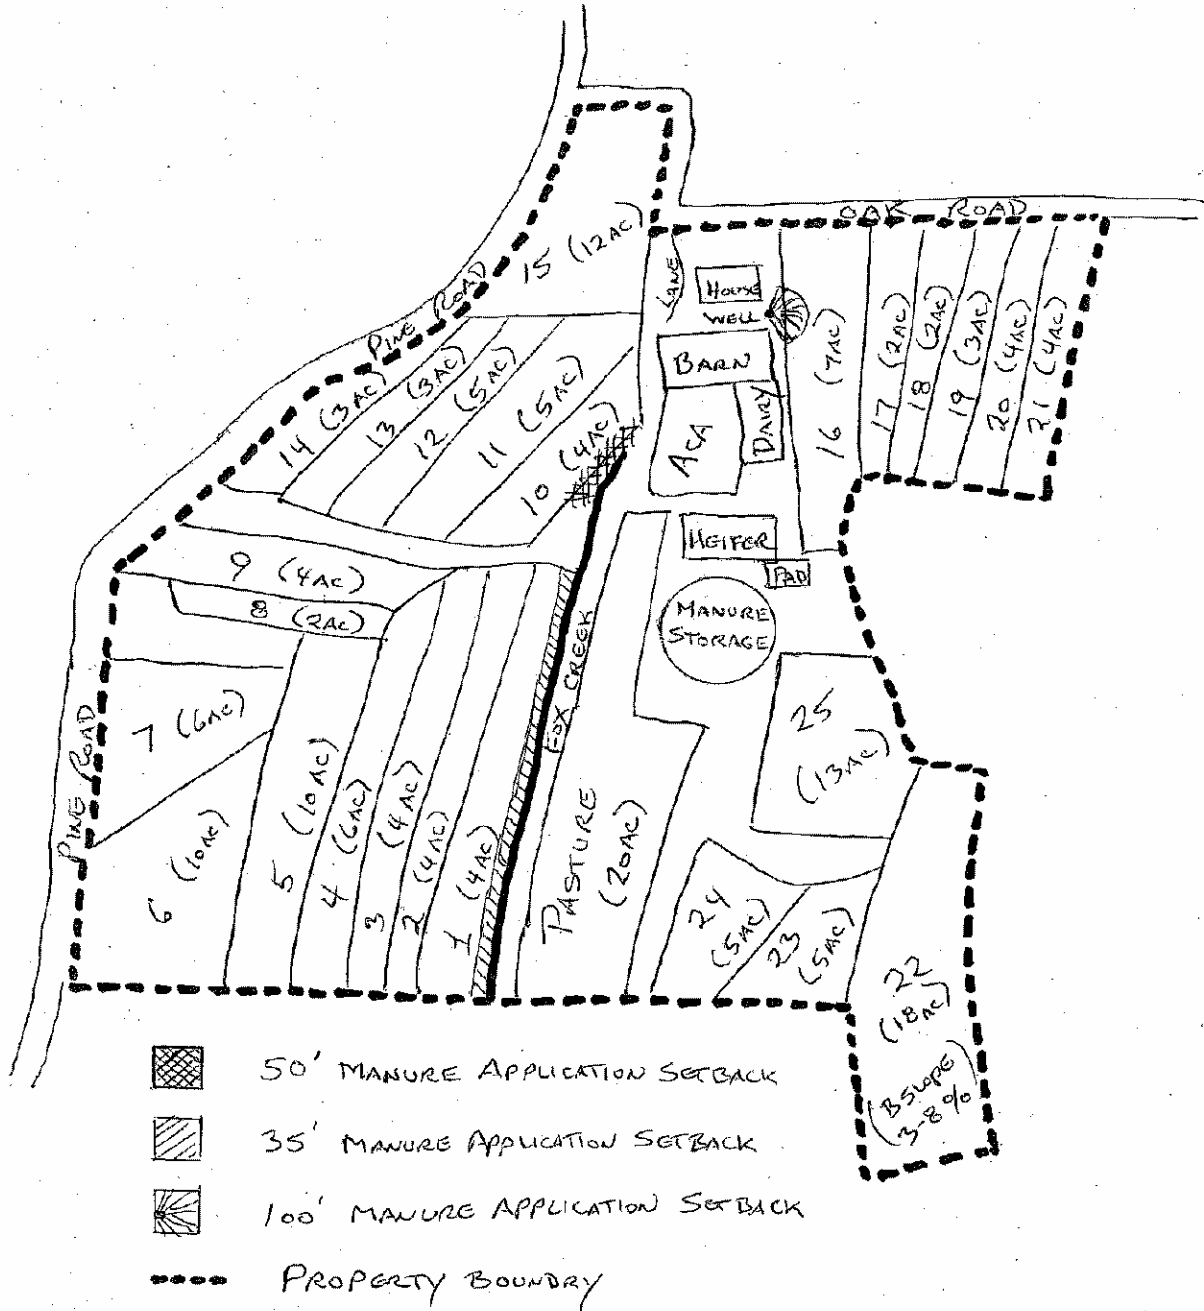 OAK ROAD
15 (12AC)
PINE ROAD
LANE
HOUSE
WELL
BARN
ACA
DAIRY
14 (3AC)
13 (3AC)
12 (5AC)
11 (5AC)
10 (4AC)
16 (7AC)
17 (2AC)
18 (2AC)
19 (3AC)
20 (4AC)
21 (4AC)
HEIFER
PAD
MANURE
STORAGE
9 (4AC)
8 (2AC)
FOX CREEK
7 (6AC)
PINE ROAD
6 (10AC)
5 (10AC)
4 (6AC)
3 (4AC)
2 (4AC)
1 (4AC)
PASTURE
(20AC)
25
(13AC)
24
(5AC)
23
(5AC)
22
(18AC)
(B SLOPE
3-8%)
50' MANURE APPLICATION SETBACK
35' MANURE APPLICATION SETBACK
100' MANURE APPLICATION SETBACK
PROPERTY BOUNDRY